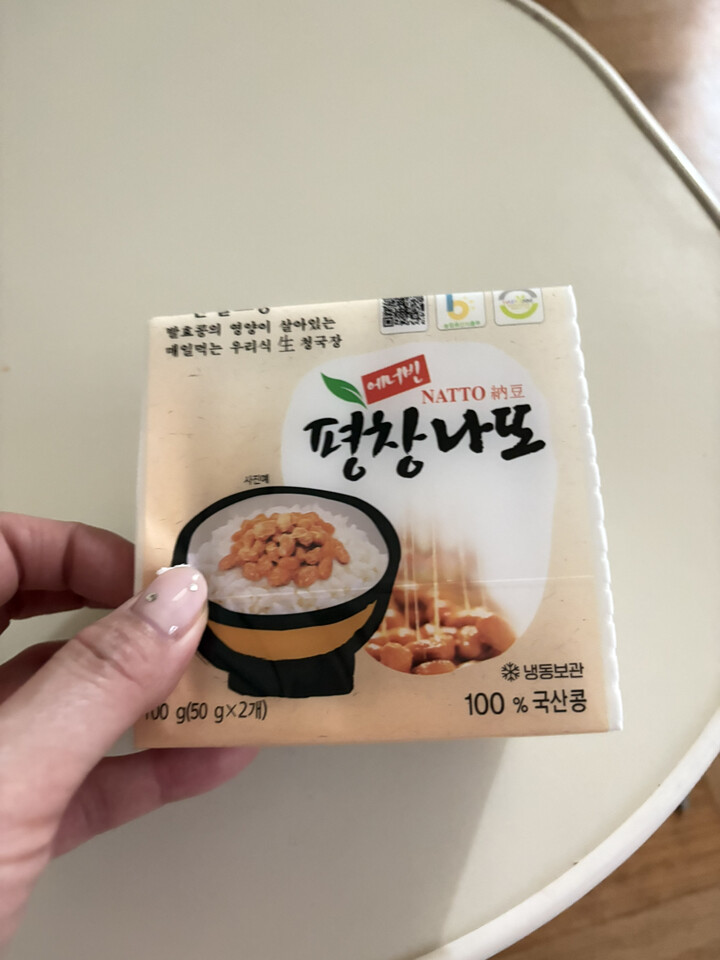 발효콩의 영양이 살아있는
매일먹는 우리식 生 청국장
에너빈
NATTO 納豆
평창나또
사진예
냉동보관
00 g(50 g×2개)
100 % 국산콩